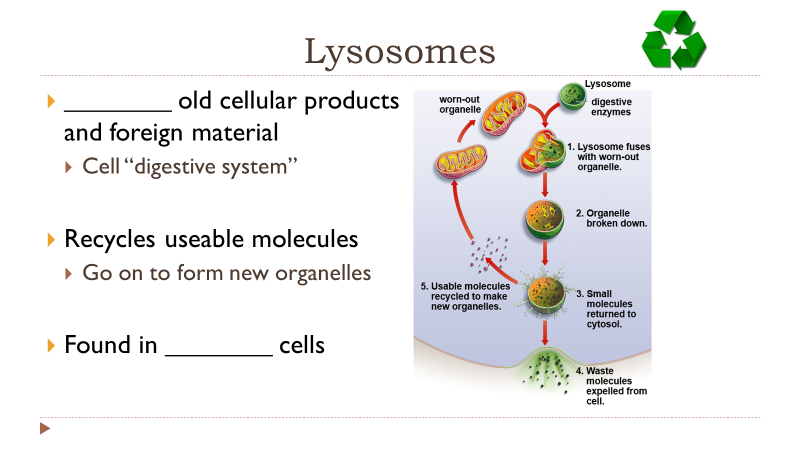 Lysosomes
________ old cellular products
and foreign material
Cell “digestive system”
Recycles useable molecules
Go on to form new organelles
Found in ________ cells
Lysosome
digestive
enzymes
worn-out
organelle
1. Lysosome fuses
with worn-out
organelle.
2. Organelle
broken down.
3. Small
molecules
returned to
cytosol.
4. Waste
molecules
expelled from
cell.
5. Usable molecules
recycled to make
new organelles.